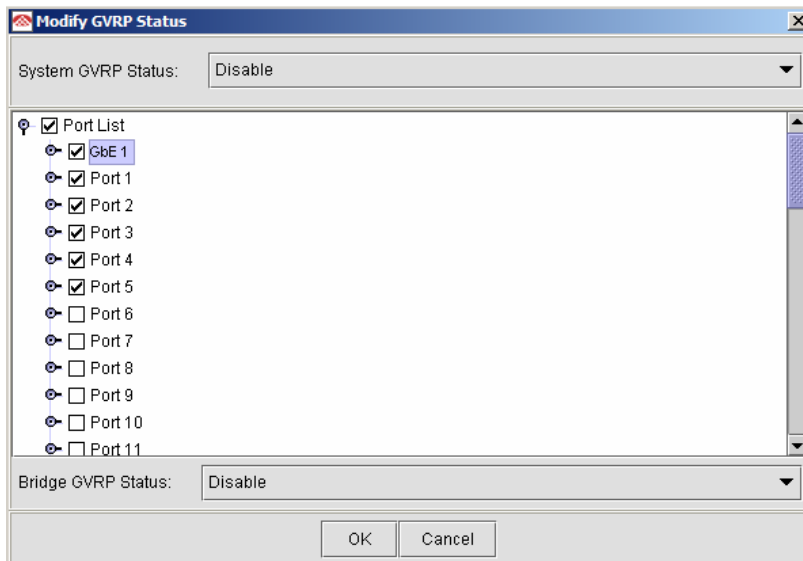 Modify GVRP Status
System GVRP Status: Disable
Port List
GbE 1
Port 1
Port 2
Port 3
Port 4
Port 5
Port 6
Port 7
Port 8
Port 9
Port 10
Port 11
Bridge GVRP Status: Disable
OK Cancel